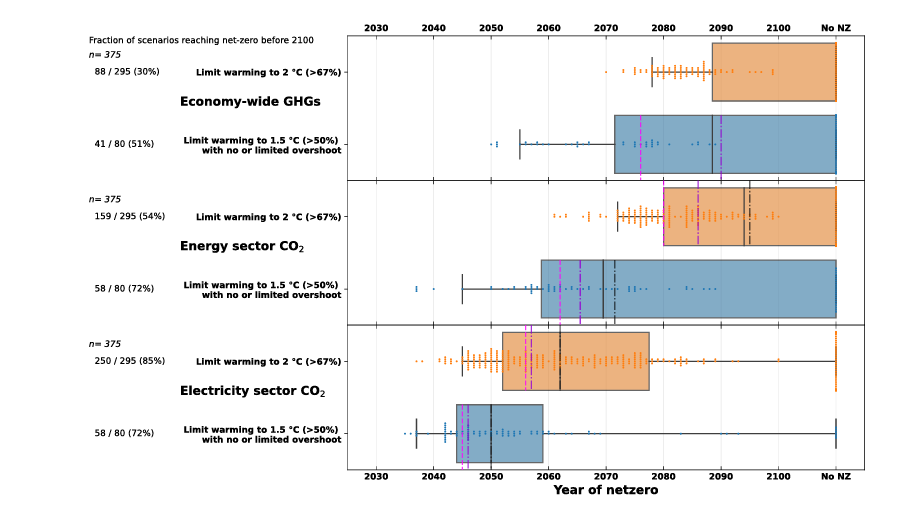 2030 2040 2050 2060 2070 2080 2090 2100 No NZ
Fraction of scenarios reaching net-zero before 2100
n= 375
88 / 295 (30%) Limit warming to 2 °C (>67%)
Economy-wide GHGs
Limit warming to 1.5 °C (>50%)
41 / 80 (51%)
with no or limited overshoot
n= 375
159 / 295 (54%) Limit warming to 2 °C (>67%)
Energy sector CO₂
Limit warming to 1.5 °C (>50%)
58 / 80 (72%)
with no or limited overshoot
n= 375
250 / 295 (85%) Limit warming to 2 °C (>67%)
Electricity sector CO₂
Limit warming to 1.5 °C (>50%)
58 / 80 (72%)
with no or limited overshoot
2030 2040 2050 2060 2070 2080 2090 2100 No NZ
Year of netzero